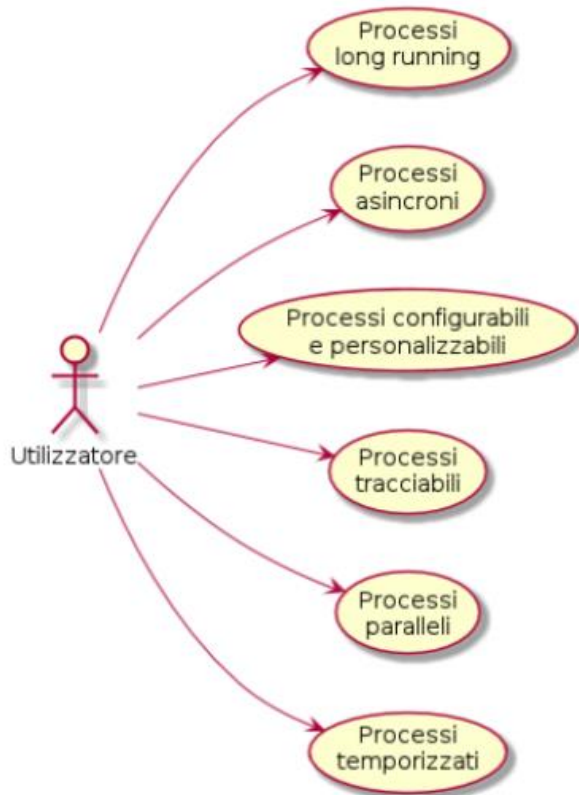 Processi
long running
Processi
asincroni
Processi configurabili
e personalizzabili
Utilizzatore
Processi
tracciabili
Processi
paralleli
Processi
temporizzati